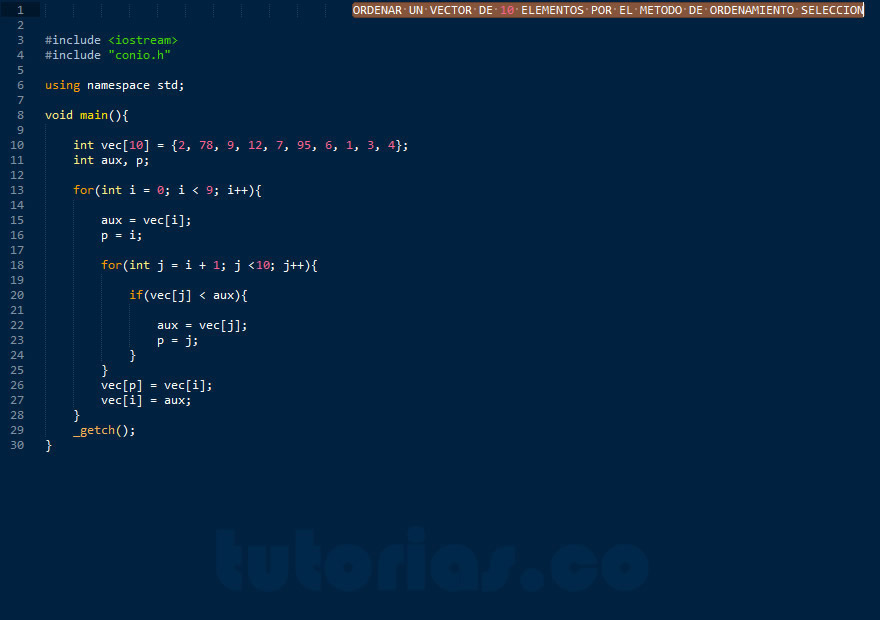 1 ORDENAR UN VECTOR DE 10 ELEMENTOS POR EL METODO DE ORDENAMIENTO SELECCION
2
3 #include <iostream>
4 #include "conio.h"
5
6 using namespace std;
7
8 void main(){
9
10 int vec[10] = {2, 78, 9, 12, 7, 95, 6, 1, 3, 4};
11 int aux, p;
12
13 for(int i = 0; i < 9; i++){
14
15 aux = vec[i];
16 p = i;
17
18 for(int j = i + 1; j <10; j++){
19
20 if(vec[j] < aux){
21
22 aux = vec[j];
23 p = j;
24 }
25 }
26 vec[p] = vec[i];
27 vec[i] = aux;
28 }
29 _getch();
30 }
tutorias.co